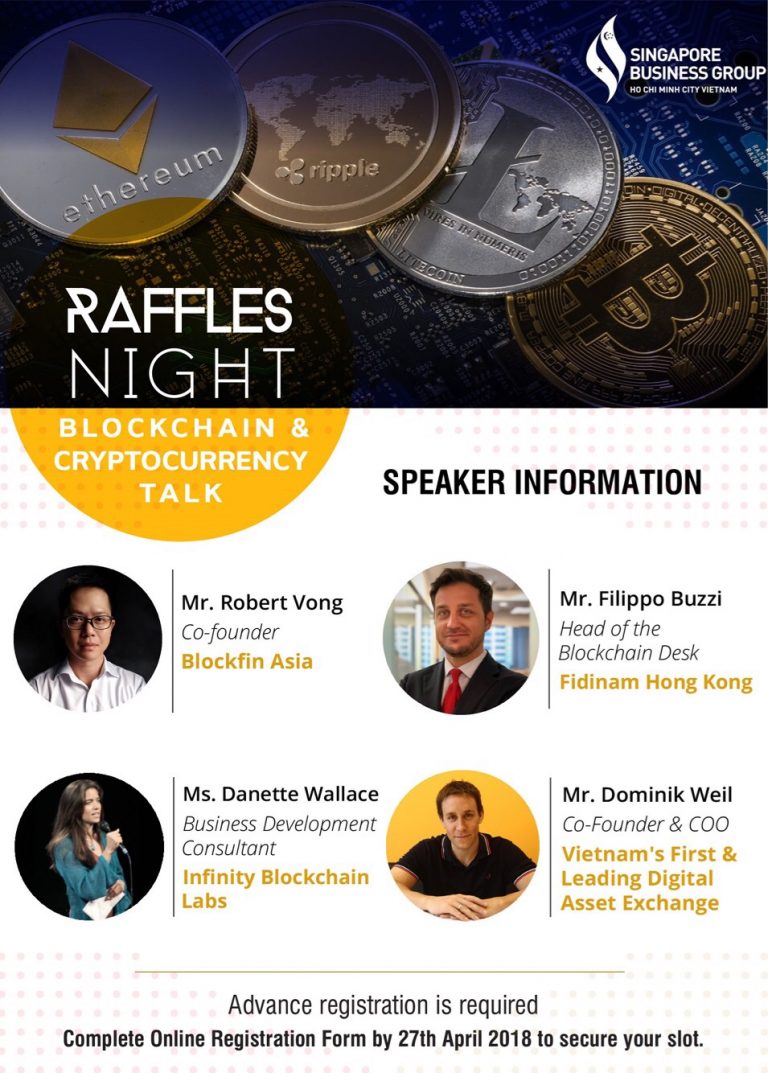 SINGAPORE
BUSINESS GROUP
HO CHI MINH CITY VIETNAM
ethereum
ripple
LITECOIN
VIRES IN NUMERIS
RAFFLES
NIGHT
BLOCKCHAIN &
CRYPTOCURRENCY
TALK
SPEAKER INFORMATION
Mr. Robert Vong
Co-founder
Blockfin Asia
Mr. Filippo Buzzi
Head of the
Blockchain Desk
Fidinam Hong Kong
Ms. Danette Wallace
Business Development
Consultant
Infinity Blockchain
Labs
Mr. Dominik Weil
Co-Founder & COO
Vietnam's First &
Leading Digital
Asset Exchange
Advance registration is required
Complete Online Registration Form by 27th April 2018 to secure your slot.